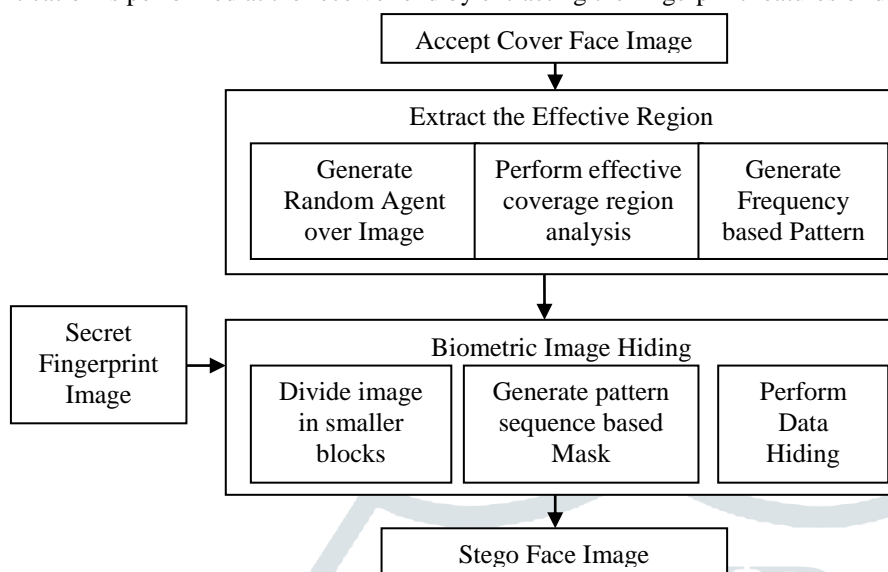 Accept Cover Face Image
Extract the Effective Region
Generate
Random Agent
over Image
Perform effective
coverage region
analysis
Generate
Frequency
based Pattern
Secret
Fingerprint
Image
Biometric Image Hiding
Divide image
in smaller
blocks
Generate pattern
sequence based
Mask
Perform
Data
Hiding
Stego Face Image